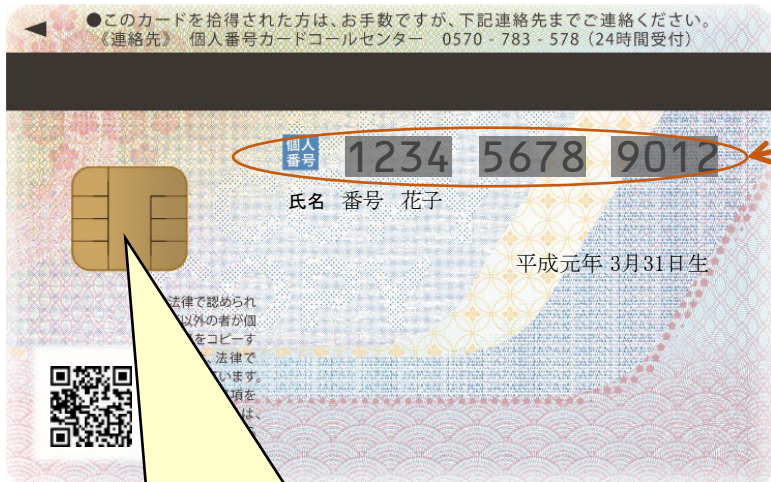 ●このカードを拾得された方は、お手数ですが、下記連絡先までご連絡ください。
《連絡先》 個人番号カードコールセンター 0570 - 783 - 578 (24時間受付)
個人番号 1234 5678 9012
氏名 番号 花子
平成元年 3月31日生
法律で認められ
以外の者が個
をコピーす
法律で
います。
項を
は、